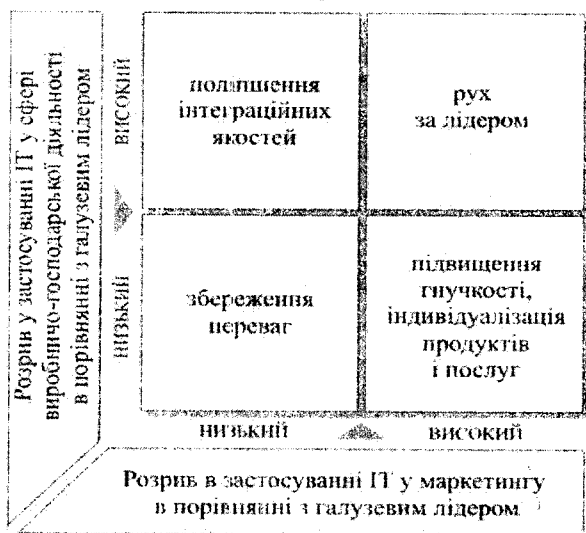 Розрив у застосуванні ІТ у сфері
виробничо-господарської діяльності
в порівнянні з галузевим лідером
ВИСОКИЙ
НИЗЬКИЙ
поліпшення
інтеграційних
якостей
рух
за лідером
збереження
переваг
підвищення
гнучкості,
індивідуалізація
продуктів
і послуг
НИЗЬКИЙ
ВИСОКИЙ
Розрив в застосуванні ІТ у маркетингу
в порівнянні з галузевим лідером